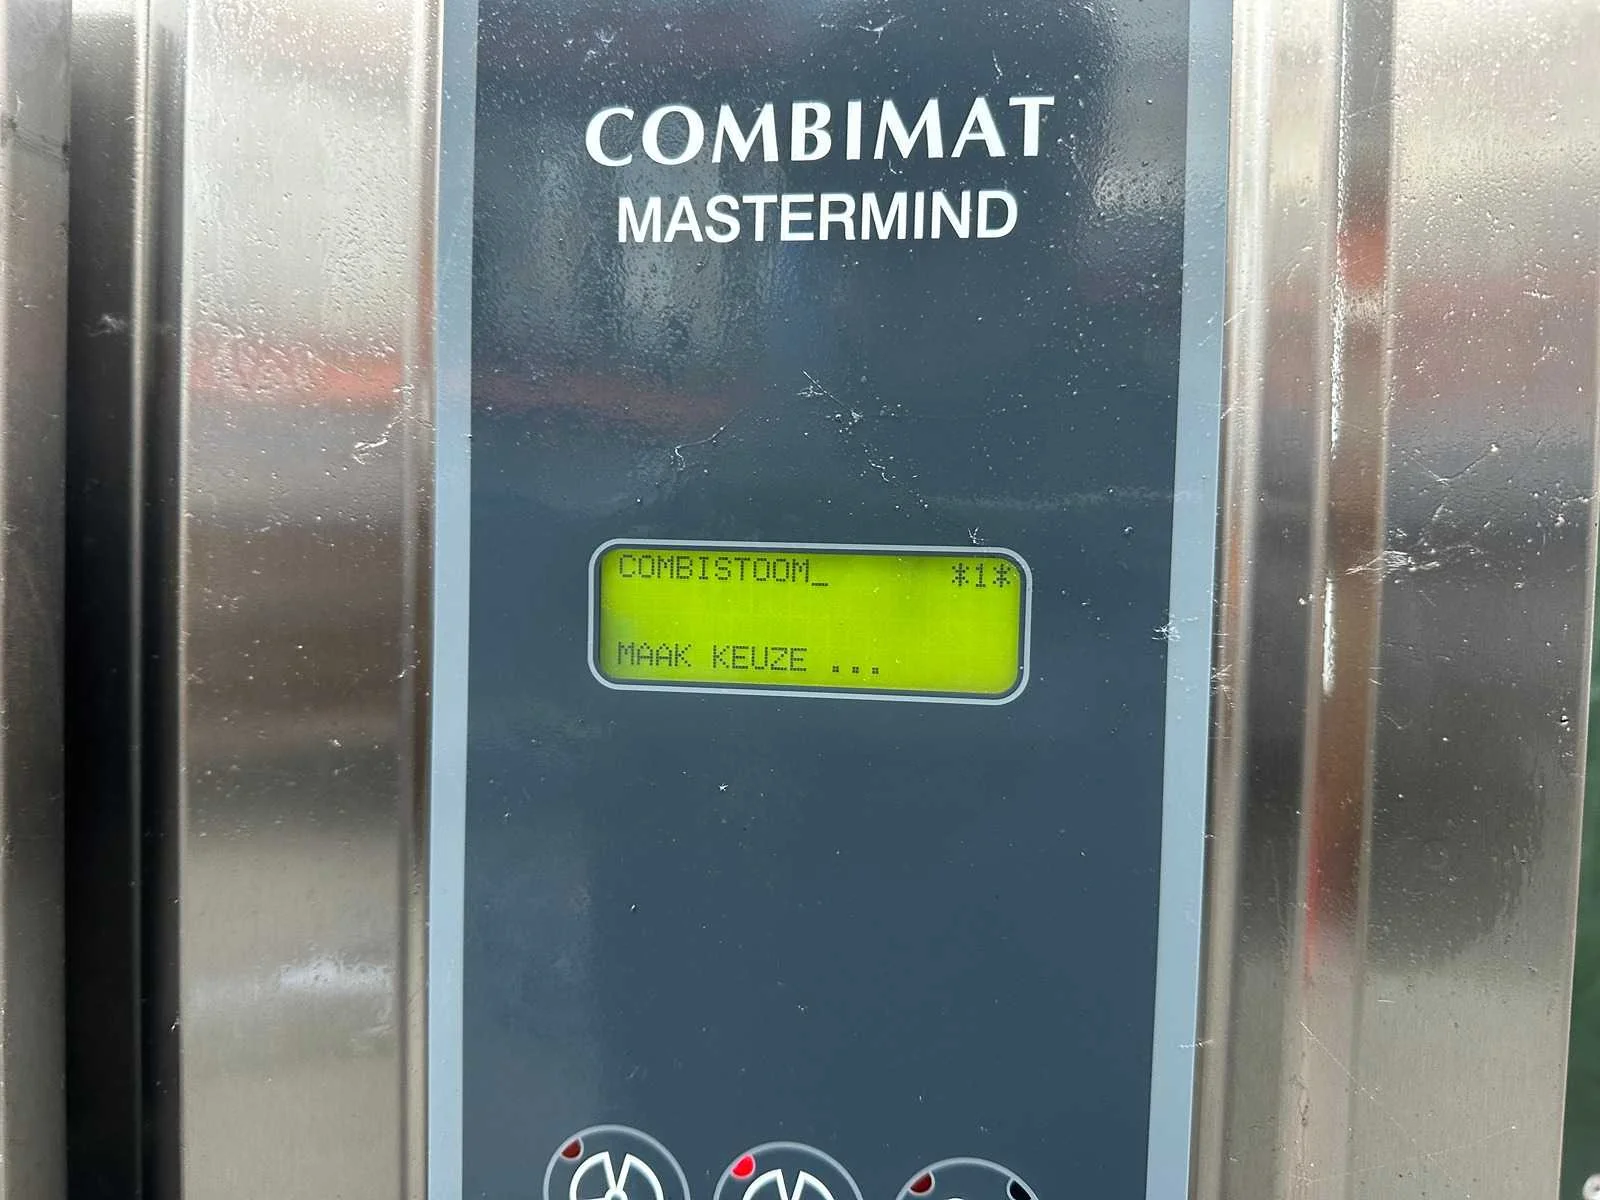 COMBIMAT
MASTERMIND
COMBISTOOM_ *1*
MAAK KEUZE ...